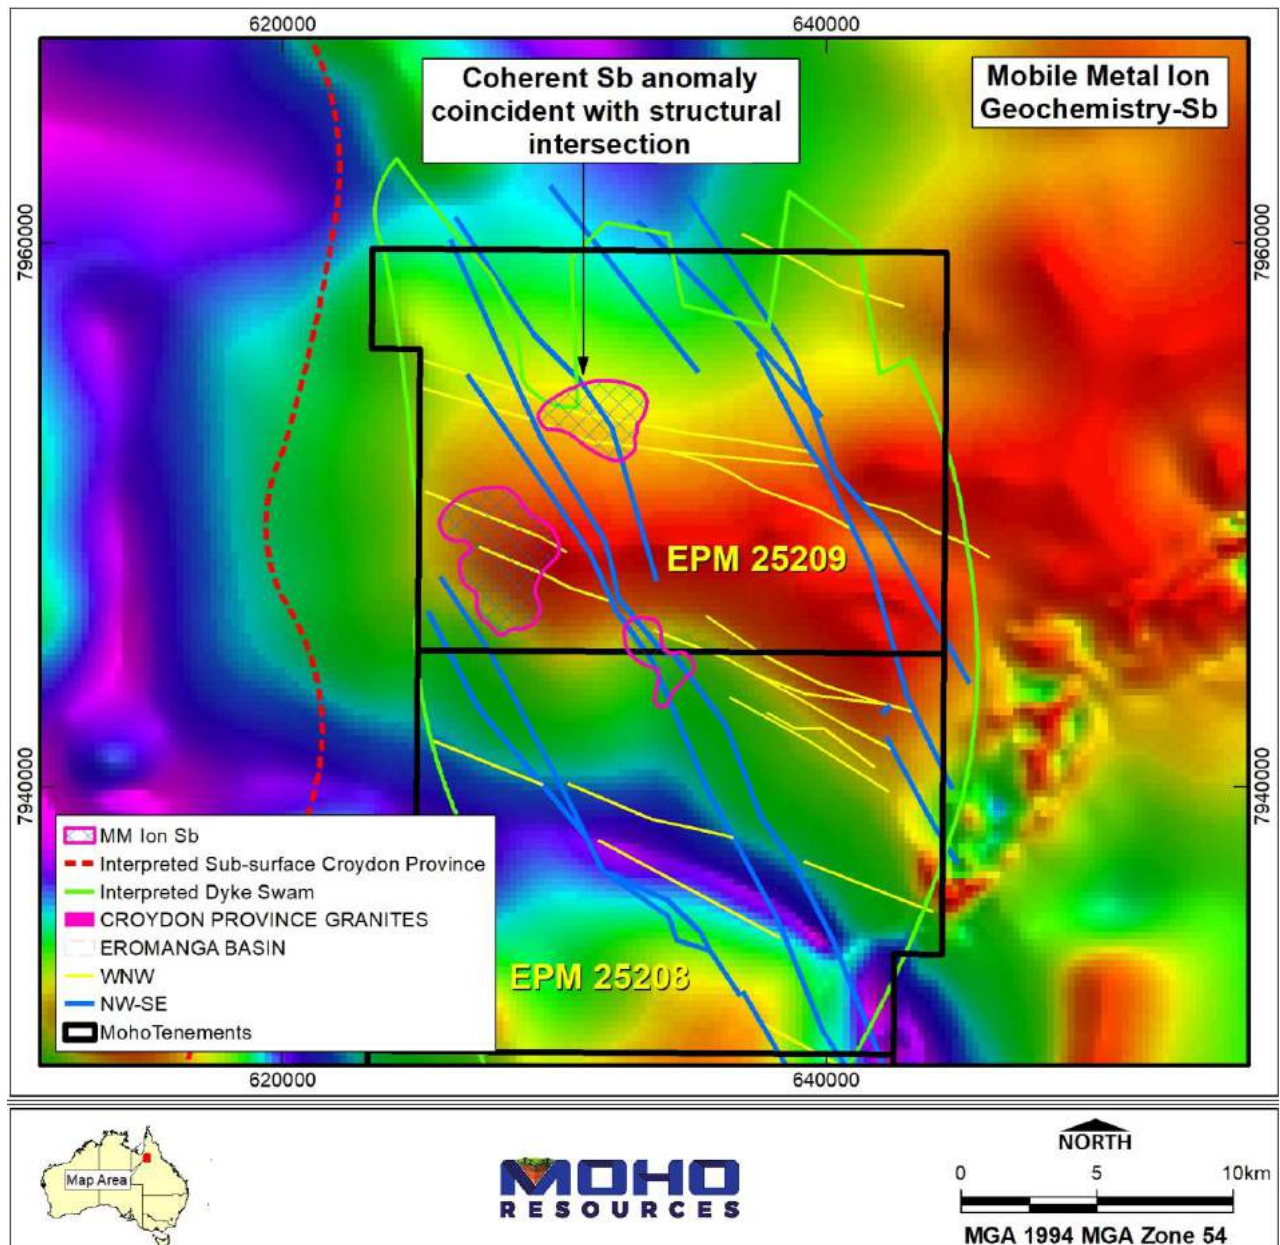 620000
640000
Coherent Sb anomaly
coincident with structural
intersection
Mobile Metal Ion
Geochemistry-Sb
7960000
7960000
EPM 25209
7940000
7940000
MM Ion Sb
Interpreted Sub-surface Croydon Province
Interpreted Dyke Swam
CROYDON PROVINCE GRANITES
EROMANGA BASIN
WNW
NW-SE
MohoTenements
EPM 25208
620000
640000
Map Area
MOHO
RESOURCES
NORTH
0 5 10km
MGA 1994 MGA Zone 54